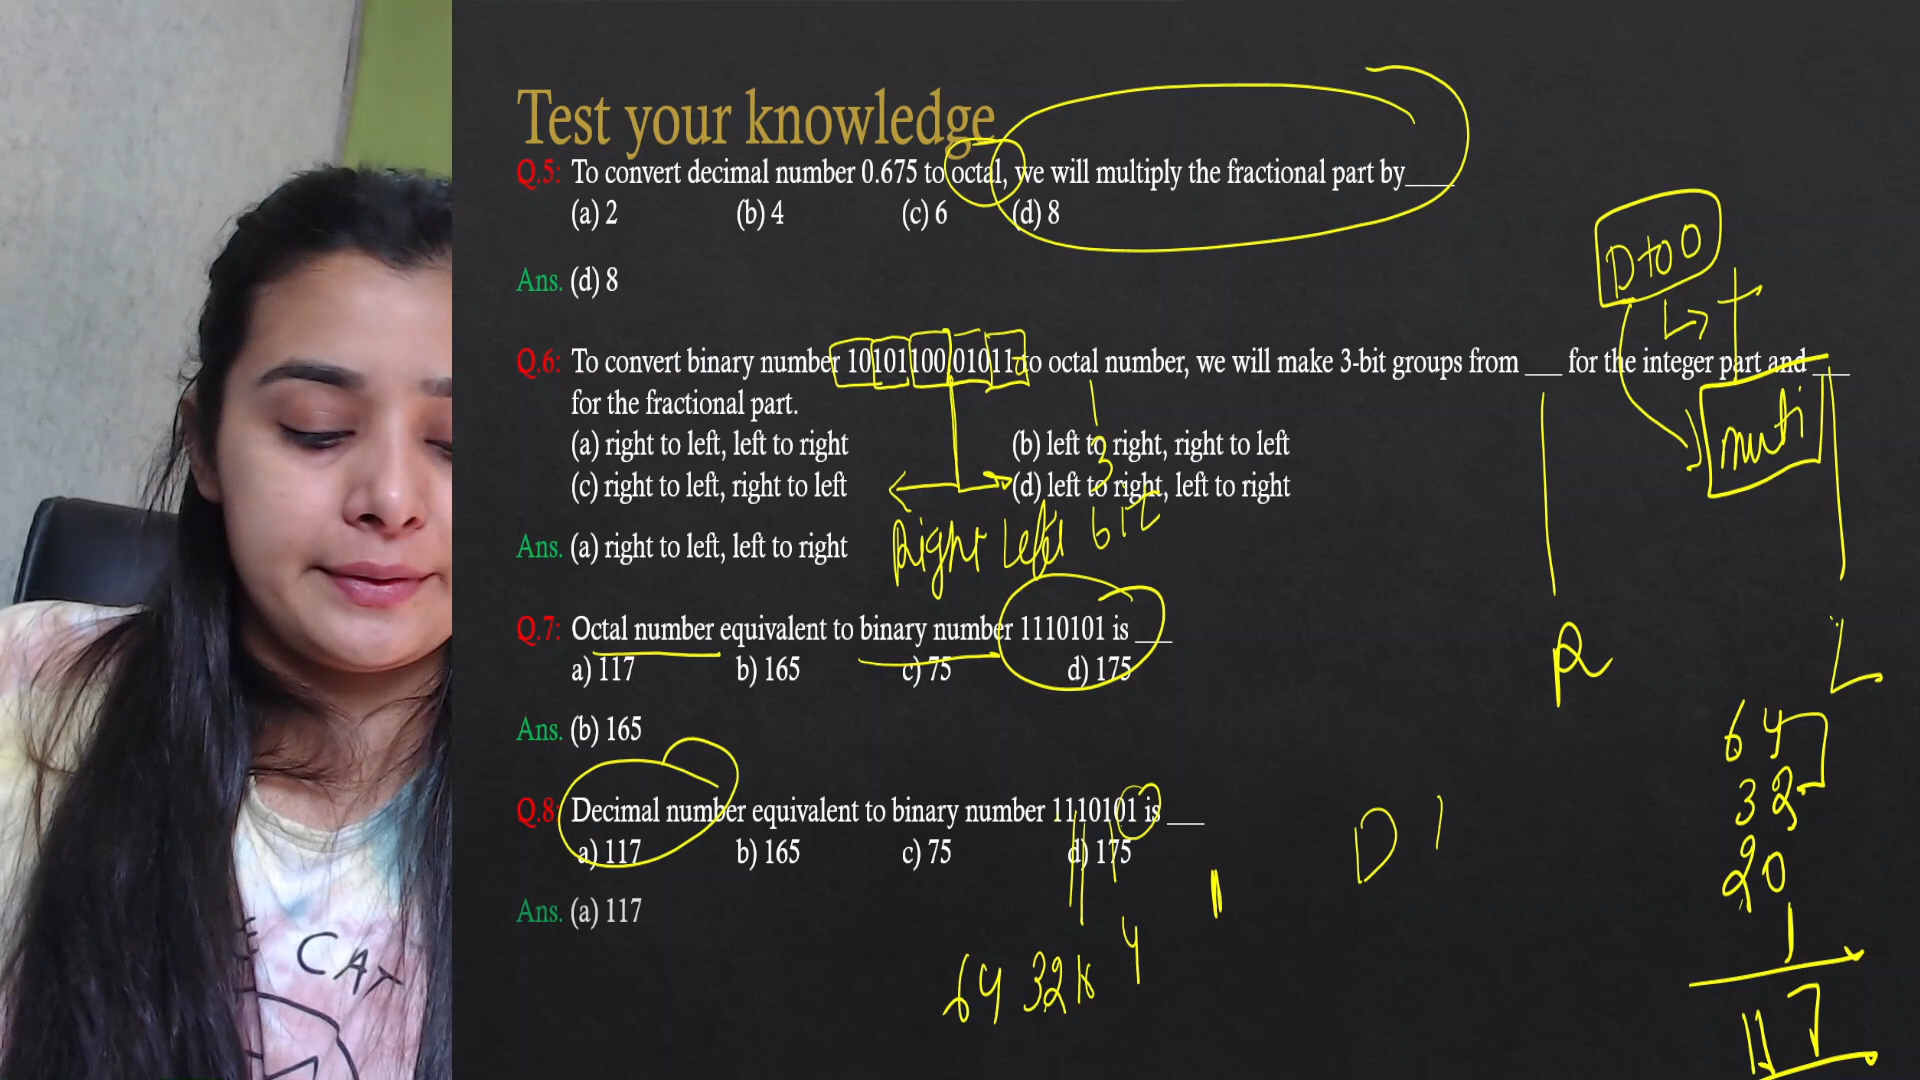 Test your knowledge
Q.5: To convert decimal number 0.675 to octal, we will multiply the fractional part by____
(a) 2 (b) 4 (c) 6 (d) 8
Ans. (d) 8
Q.6: To convert binary number 10101100.01011 to octal number, we will make 3-bit groups from ___ for the integer part and ___
for the fractional part.
(a) right to left, left to right (b) left to right, right to left
(c) right to left, right to left (d) left to right, left to right
Ans. (a) right to left, left to right
Q.7: Octal number equivalent to binary number 1110101 is ___
a) 117 b) 165 c) 75 d) 175
Ans. (b) 165
Q.8: Decimal number equivalent to binary number 1110101 is ___
a) 117 b) 165 c) 75 d) 175
Ans. (a) 117
D to O
multi
3
bit
Right Left
R
L
64
32
20
1
117
D
64 32 16 4
CAT